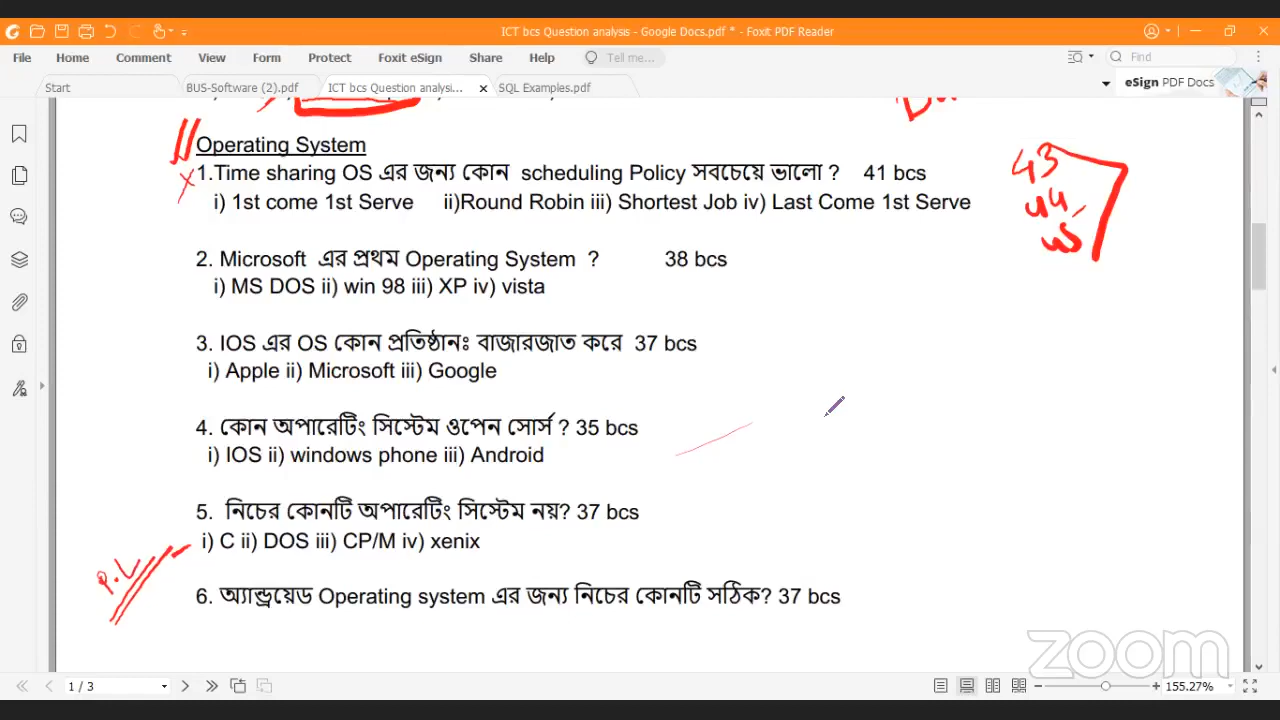 ICT bcs Question analysis - Google Docs.pdf * - Foxit PDF Reader
File Home Comment View Form Protect Foxit eSign Share Help Tell me... Find
Start BUS-Software (2).pdf ICT bcs Question analysis... SQL Examples.pdf eSign PDF Docs
Operating System
1.Time sharing OS এর জন্য কোন scheduling Policy সবচেয়ে ভালো ? 41 bcs
i) 1st come 1st Serve ii)Round Robin iii) Shortest Job iv) Last Come 1st Serve
43
44
45
2. Microsoft এর প্রথম Operating System ? 38 bcs
i) MS DOS ii) win 98 iii) XP iv) vista
3. IOS এর OS কোন প্রতিষ্ঠানঃ বাজারজাত করে 37 bcs
i) Apple ii) Microsoft iii) Google
4. কোন অপারেটিং সিস্টেম ওপেন সোর্স ? 35 bcs
i) IOS ii) windows phone iii) Android
5. নিচের কোনটি অপারেটিং সিস্টেম নয়? 37 bcs
i) C ii) DOS iii) CP/M iv) xenix
P.L
6. অ্যান্ড্রয়েড Operating system এর জন্য নিচের কোনটি সঠিক? 37 bcs
zoom
1 / 3 155.27%